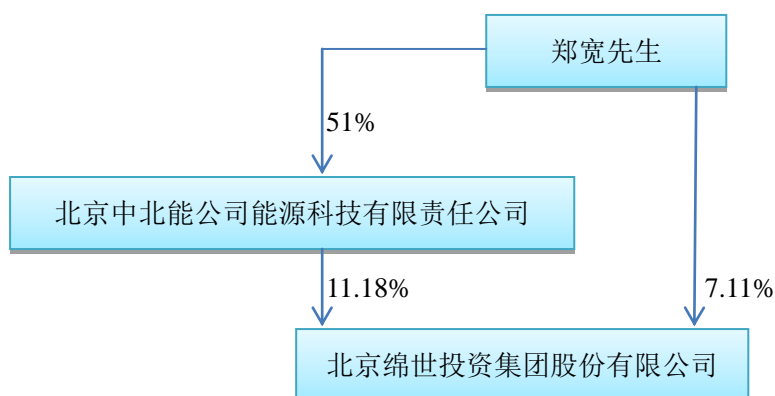 郑宽先生
51%
北京中北能公司能源科技有限责任公司
11.18%
7.11%
北京绵世投资集团股份有限公司